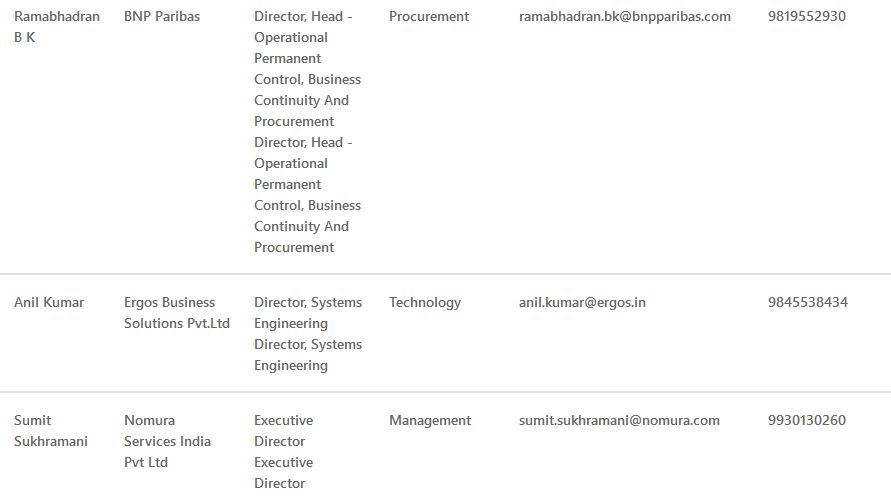 Ramabhadran B K
BNP Paribas
Director, Head -
Operational
Permanent
Control, Business
Continuity And
Procurement
Director, Head -
Operational
Permanent
Control, Business
Continuity And
Procurement
Procurement
ramabhadran.bk@bnpparibas.com
9819552930
Anil Kumar
Ergos Business
Solutions Pvt.Ltd
Director, Systems
Engineering
Director, Systems
Engineering
Technology
anil.kumar@ergos.in
9845538434
Sumit
Sukhramani
Nomura
Services India
Pvt Ltd
Executive
Director
Executive
Director
Management
sumit.sukhramani@nomura.com
9930130260